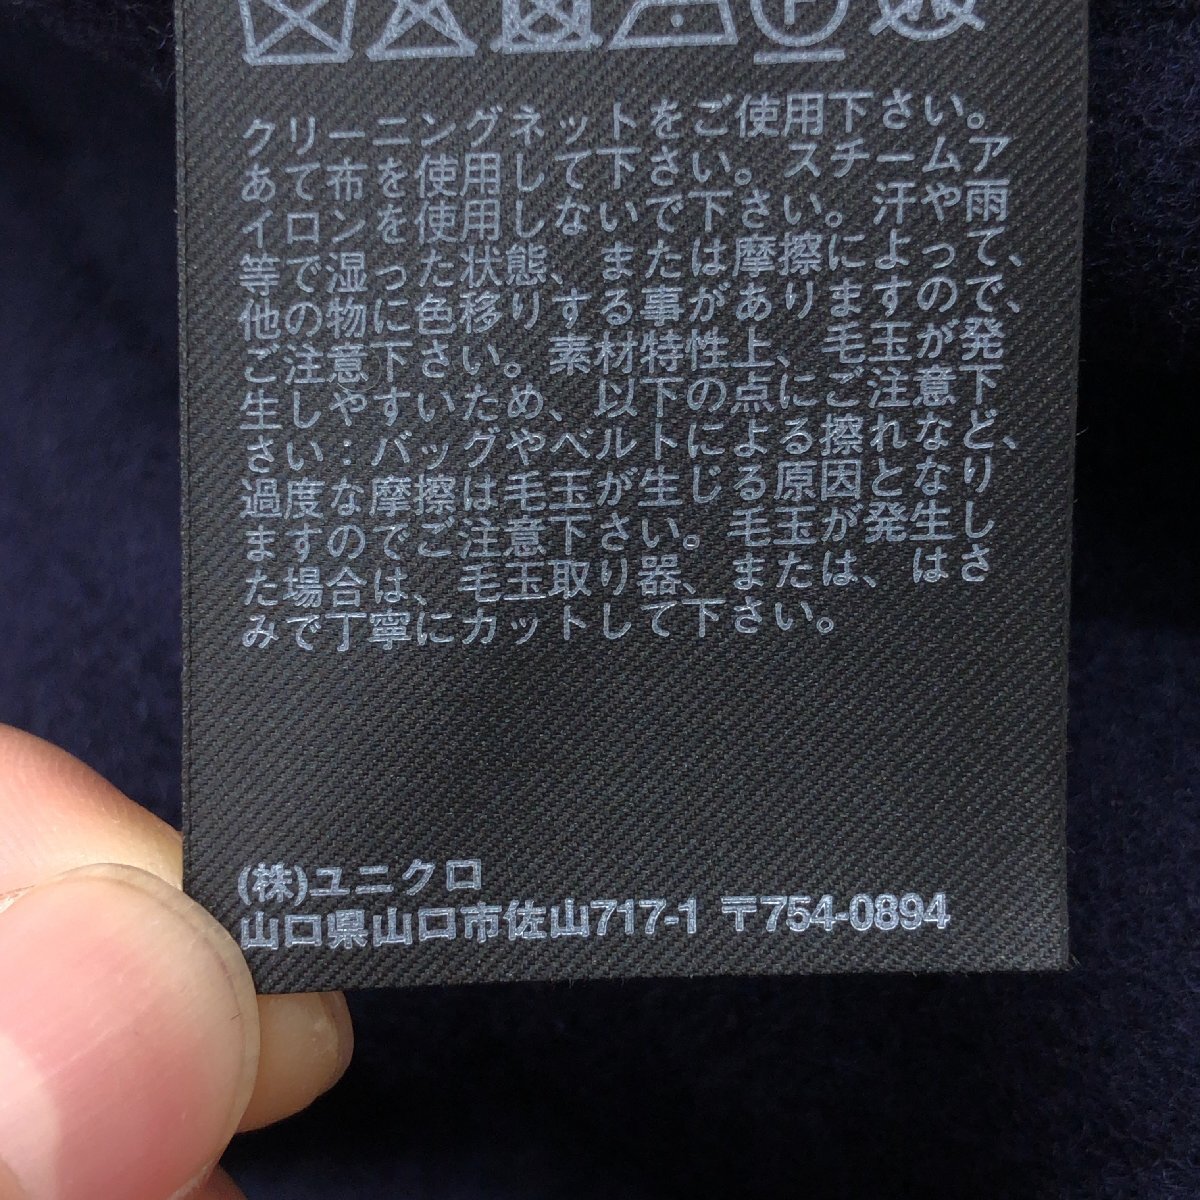 クリーニングネットをご使用下さい。
あて布を使用して下さい。スチームア
イロンを使用しないで下さい。汗や雨
等で湿った状態、または摩擦によって、
他の物に色移りする事がありますので、
ご注意下さい。素材特性上、毛玉が発
生しやすいため、以下の点にご注意下
さい：バッグやベルトによる擦れなど、
過度な摩擦は毛玉が生じる原因となり
ますのでご注意下さい。毛玉が発生し
た場合は、毛玉取り器、または、はさ
みで丁寧にカットして下さい。
(株)ユニクロ
山口県山口市佐山717-1 〒754-0894